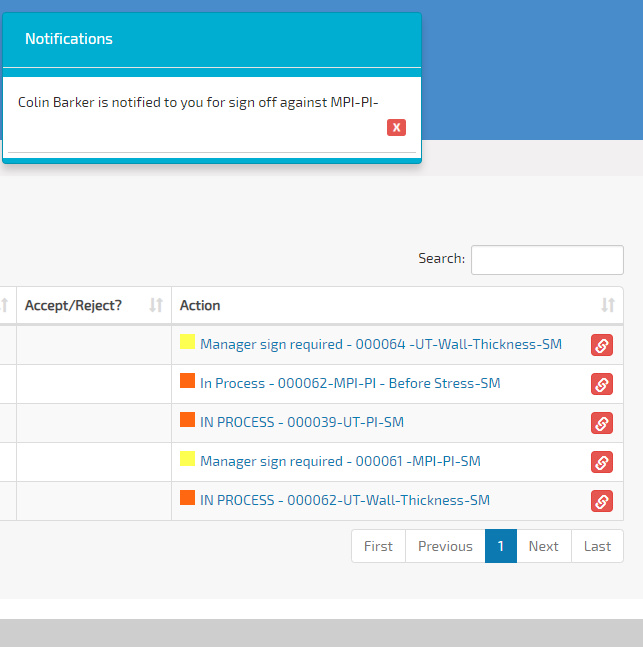 Notifications
Colin Barker is notified to you for sign off against MPI-PI-
X
Search:
Accept/Reject? Action
Manager sign required - 000064 -UT-Wall-Thickness-SM
In Process - 000062-MPI-PI - Before Stress-SM
IN PROCESS - 000039-UT-PI-SM
Manager sign required - 000061 -MPI-PI-SM
IN PROCESS - 000062-UT-Wall-Thickness-SM
First Previous 1 Next Last